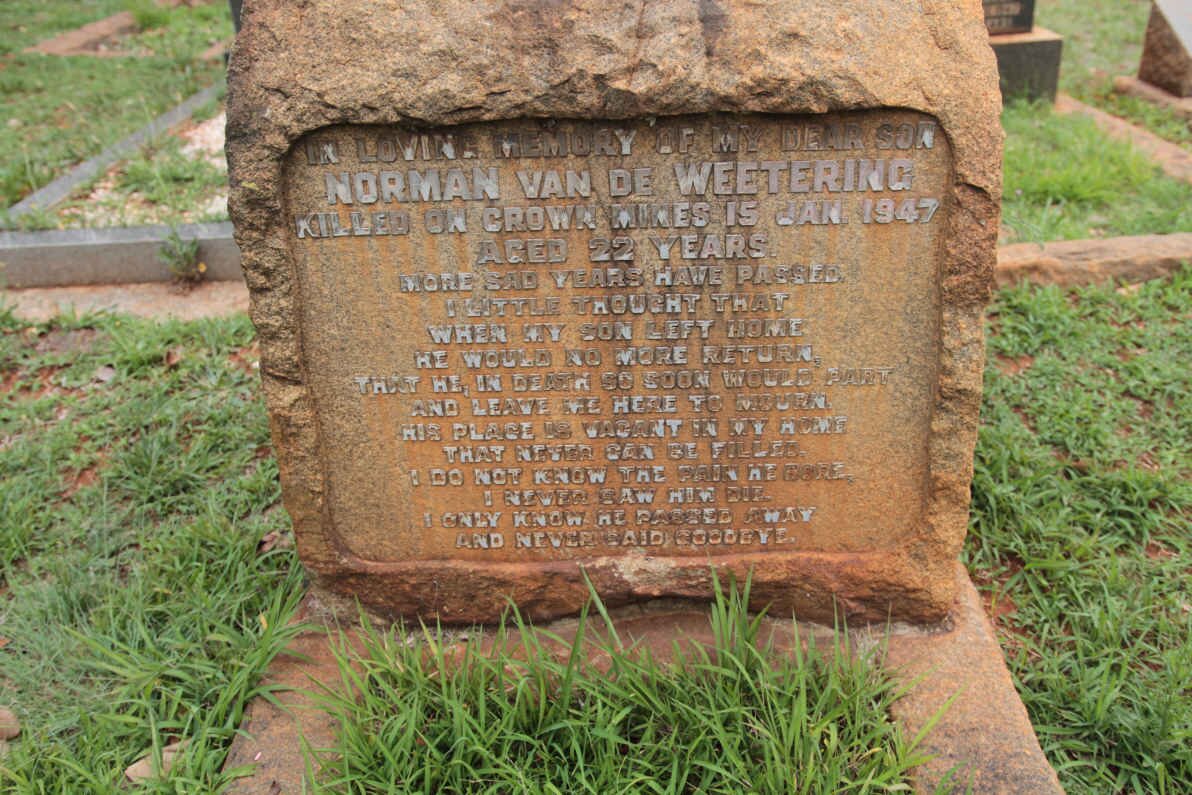 IN LOVING MEMORY OF MY DEAR SON
NORMAN VAN DE WEETERING
KILLED ON CROWN MINES 15 JAN. 1947
AGED 22 YEARS.
MORE SAD YEARS HAVE PASSED,
I LITTLE THOUGHT THAT
WHEN MY SON LEFT HOME
HE WOULD NO MORE RETURN,
THAT HE, IN DEATH SO SOON WOULD PART
AND LEAVE ME HERE TO MOURN.
HIS PLACE IS VACANT IN MY HOME
THAT NEVER CAN BE FILLED.
I DO NOT KNOW THE PAIN HE BORE,
I NEVER SAW HIM DIE.
I ONLY KNOW HE PASSED AWAY
AND NEVER SAID GOODBYE.